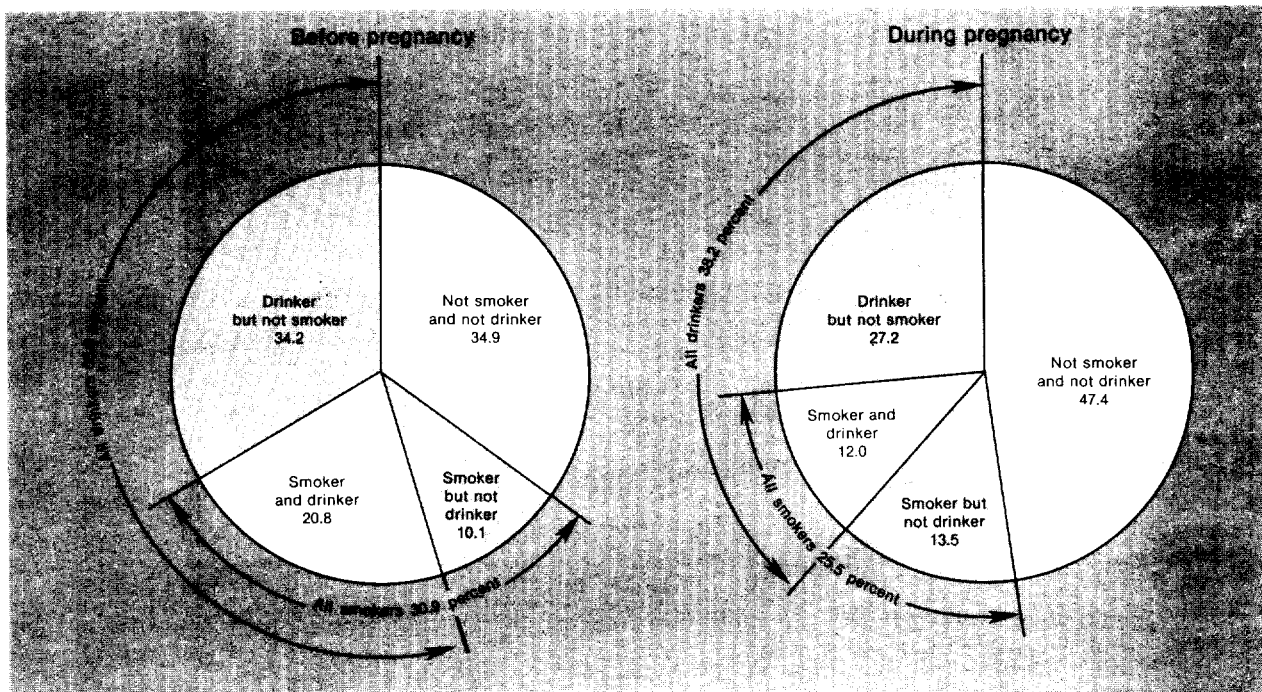 Before pregnancy
During pregnancy
Drinker
but not smoker
34.2
Not smoker
and not drinker
34.9
Smoker
and drinker
20.8
Smoker
but not
drinker
10.1
All smokers 30.9 percent
All drinkers 38.2 percent
Drinker
but not smoker
27.2
Not smoker
and not drinker
47.4
Smoker and
drinker
12.0
Smoker but
not drinker
13.5
All smokers 25.5 percent